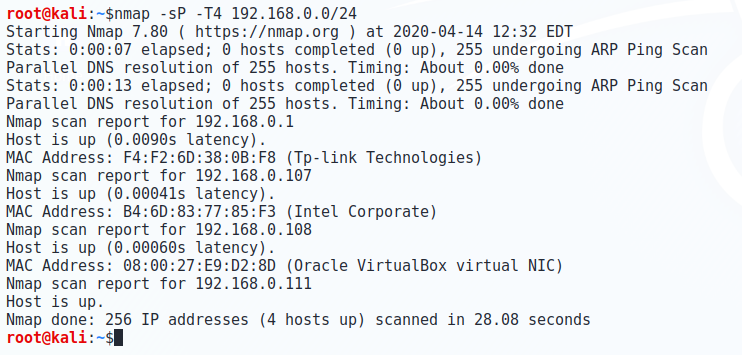 root@kali:~$nmap -sP -T4 192.168.0.0/24
Starting Nmap 7.80 ( https://nmap.org ) at 2020-04-14 12:32 EDT
Stats: 0:00:07 elapsed; 0 hosts completed (0 up), 255 undergoing ARP Ping Scan
Parallel DNS resolution of 255 hosts. Timing: About 0.00% done
Stats: 0:00:13 elapsed; 0 hosts completed (0 up), 255 undergoing ARP Ping Scan
Parallel DNS resolution of 255 hosts. Timing: About 0.00% done
Nmap scan report for 192.168.0.1
Host is up (0.0090s latency).
MAC Address: F4:F2:6D:38:0B:F8 (Tp-link Technologies)
Nmap scan report for 192.168.0.107
Host is up (0.00041s latency).
MAC Address: B4:6D:83:77:85:F3 (Intel Corporate)
Nmap scan report for 192.168.0.108
Host is up (0.00060s latency).
MAC Address: 08:00:27:E9:D2:8D (Oracle VirtualBox virtual NIC)
Nmap scan report for 192.168.0.111
Host is up.
Nmap done: 256 IP addresses (4 hosts up) scanned in 28.08 seconds
root@kali:~$